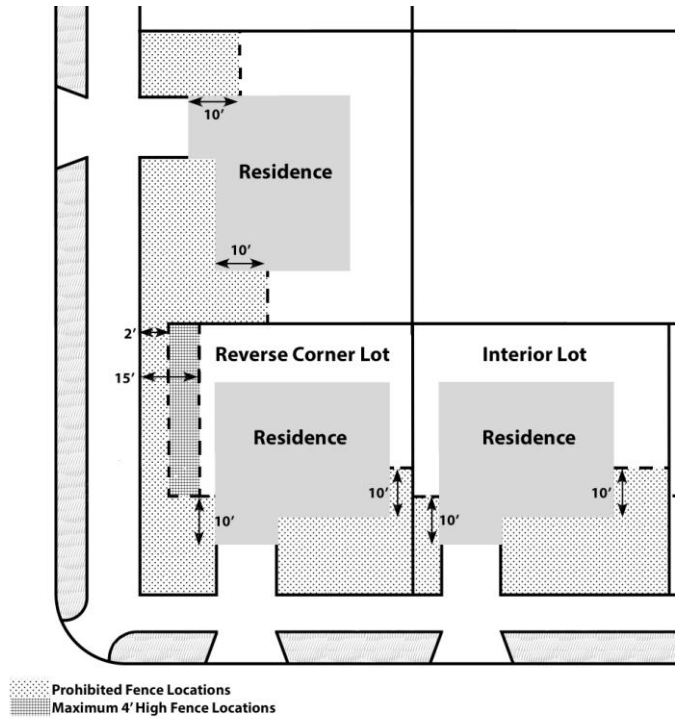 10’
Residence
10’
2’
Reverse Corner Lot
Interior Lot
15’
Residence
Residence
10’
10’
10’
10’
Prohibited Fence Locations
Maximum 4’ High Fence Locations